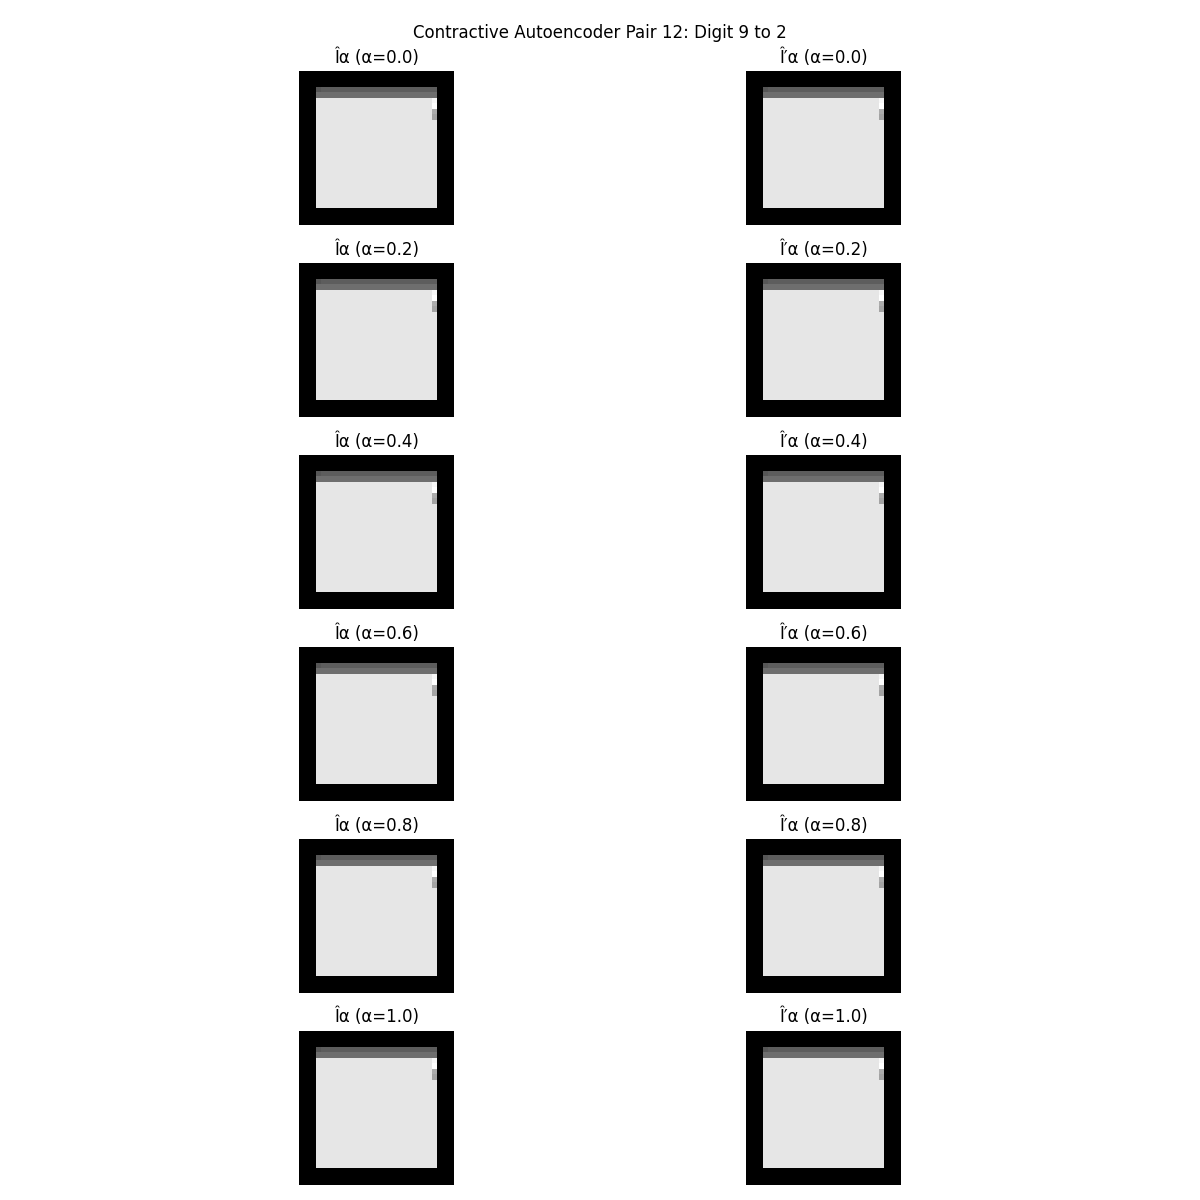 Contractive Autoencoder Pair 12: Digit 9 to 2
Îα (α=0.0) Î′α (α=0.0)
Îα (α=0.2) Î′α (α=0.2)
Îα (α=0.4) Î′α (α=0.4)
Îα (α=0.6) Î′α (α=0.6)
Îα (α=0.8) Î′α (α=0.8)
Îα (α=1.0) Î′α (α=1.0)